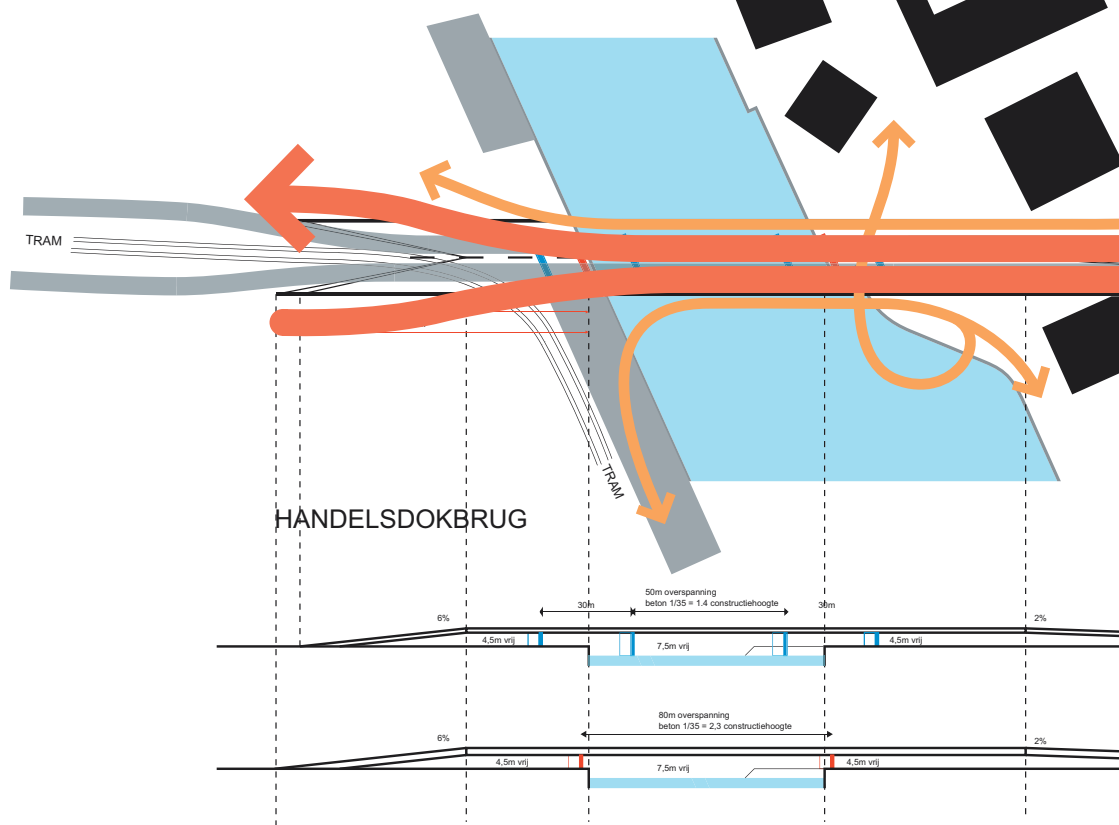 TRAM
TRAM
HANDELSDOKBRUG
50m overspanning
beton 1/35 = 1.4 constructiehoogte
30m
30m
6%
2%
4,5m vrij
7,5m vrij
4,5m vrij
80m overspanning
beton 1/35 = 2,3 constructiehoogte
6%
2%
4,5m vrij
7,5m vrij
4,5m vrij